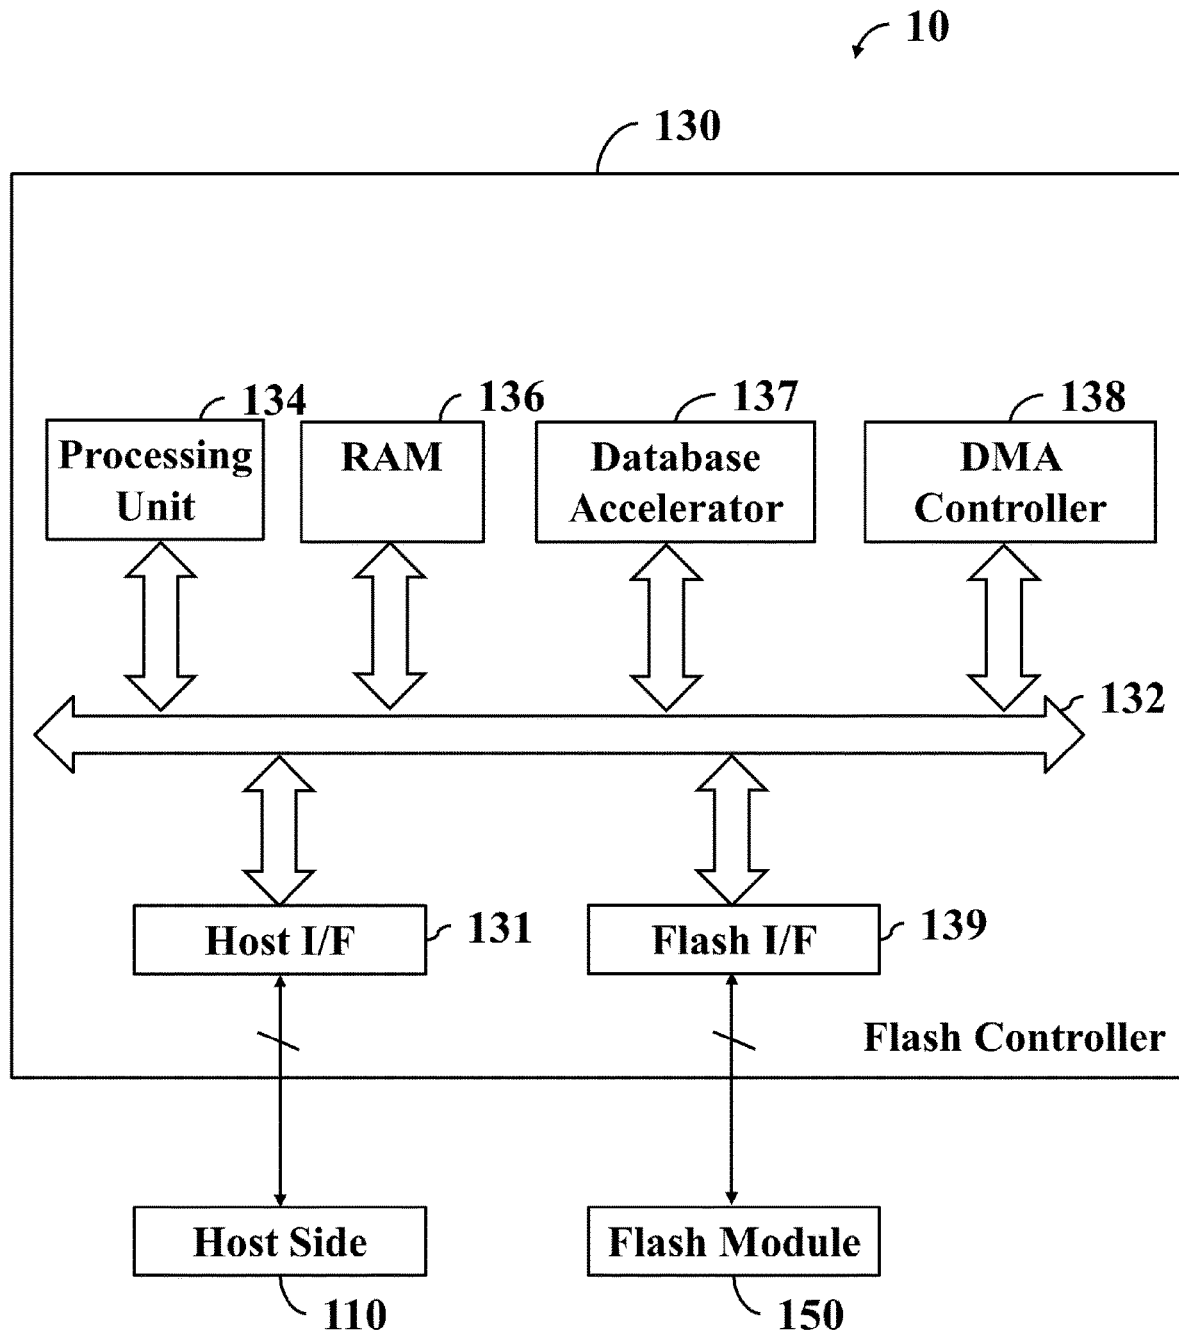 10
130
134
136
137
138
Processing
Unit
RAM
Database
Accelerator
DMA
Controller
132
Host I/F
131
Flash I/F
139
Flash Controller
Host Side
Flash Module
110
150